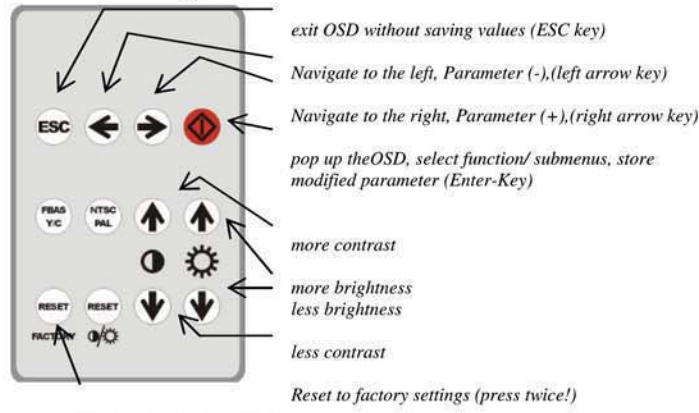 exit OSD without saving values (ESC key)
Navigate to the left, Parameter (-),(left arrow key)
Navigate to the right, Parameter (+),(right arrow key)
ESC
pop up theOSD, select function/ submenus, store
modified parameter (Enter-Key)
FBAS
Y/C
NTSC
PAL
more contrast
more brightness
less brightness
RESET
RESET
FACTORY
less contrast
Reset to factory settings (press twice!)